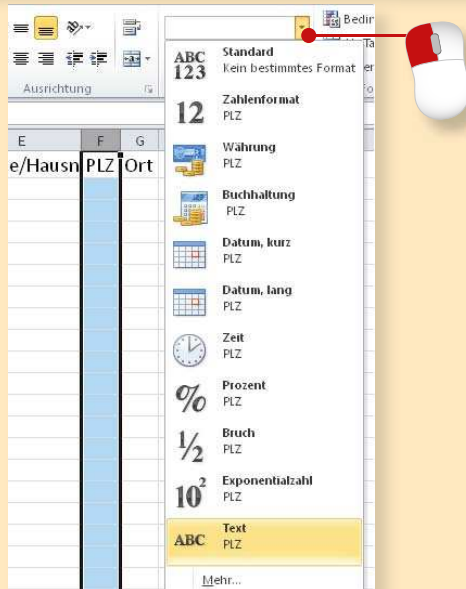 Bedin
Ausrichtung
E F G
e/Hausn PLZ Ort
ABC
123
Standard
Kein bestimmtes Format
12
Zahlenformat
PLZ
Währung
PLZ
Buchhaltung
PLZ
Datum, kurz
PLZ
Datum, lang
PLZ
Zeit
PLZ
%
Prozent
PLZ
1/2
Bruch
PLZ
10²
Exponentialzahl
PLZ
ABC
Text
PLZ
Mehr...